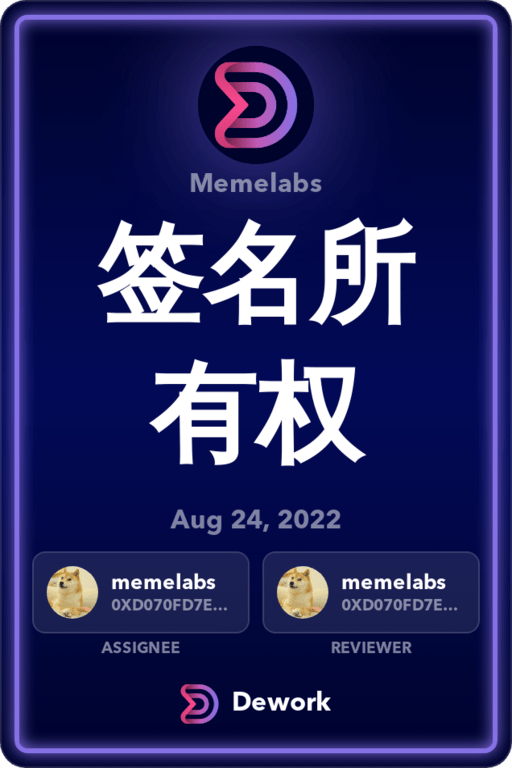 Memelabs
签名所
有权
Aug 24, 2022
memelabs
0XD070FD7E...
memelabs
0XD070FD7E...
ASSIGNEE
REVIEWER
Dework